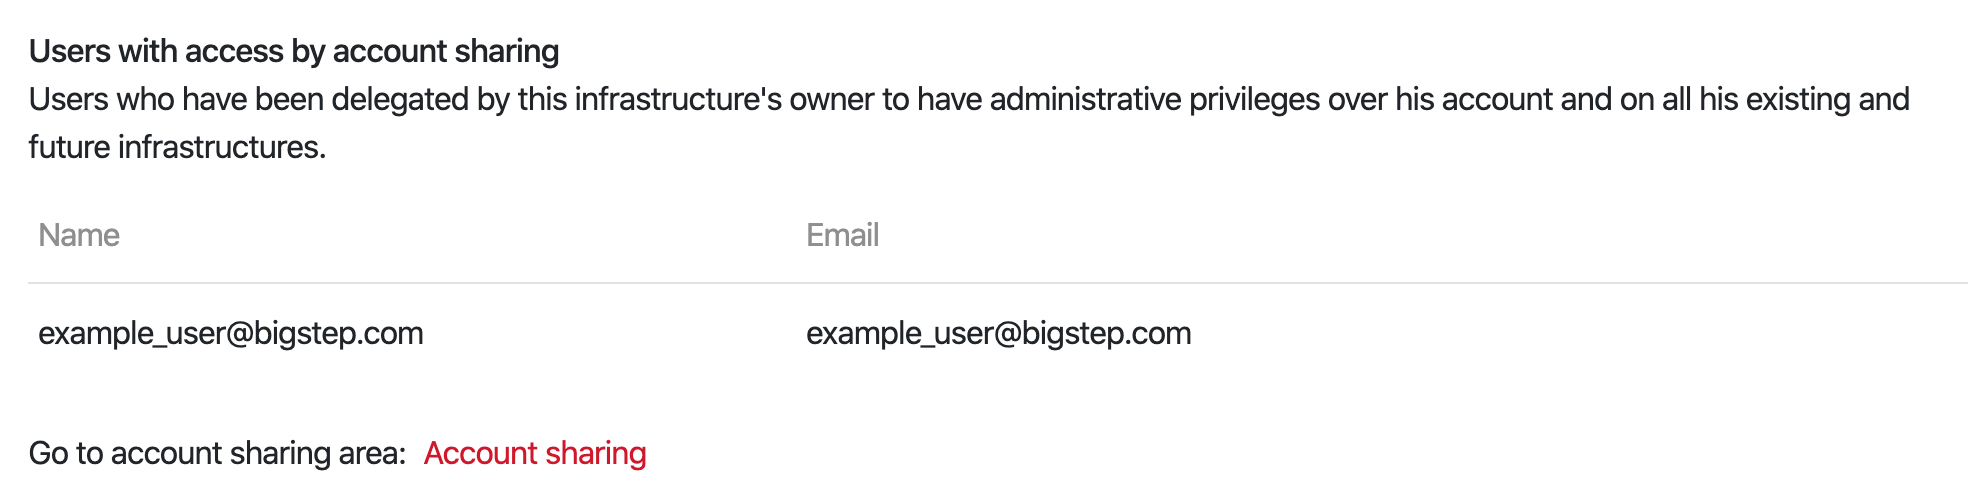 Users with access by account sharing
Users who have been delegated by this infrastructure's owner to have administrative privileges over his account and on all his existing and
future infrastructures.
Name Email
example_user@bigstep.com example_user@bigstep.com
Go to account sharing area: Account sharing